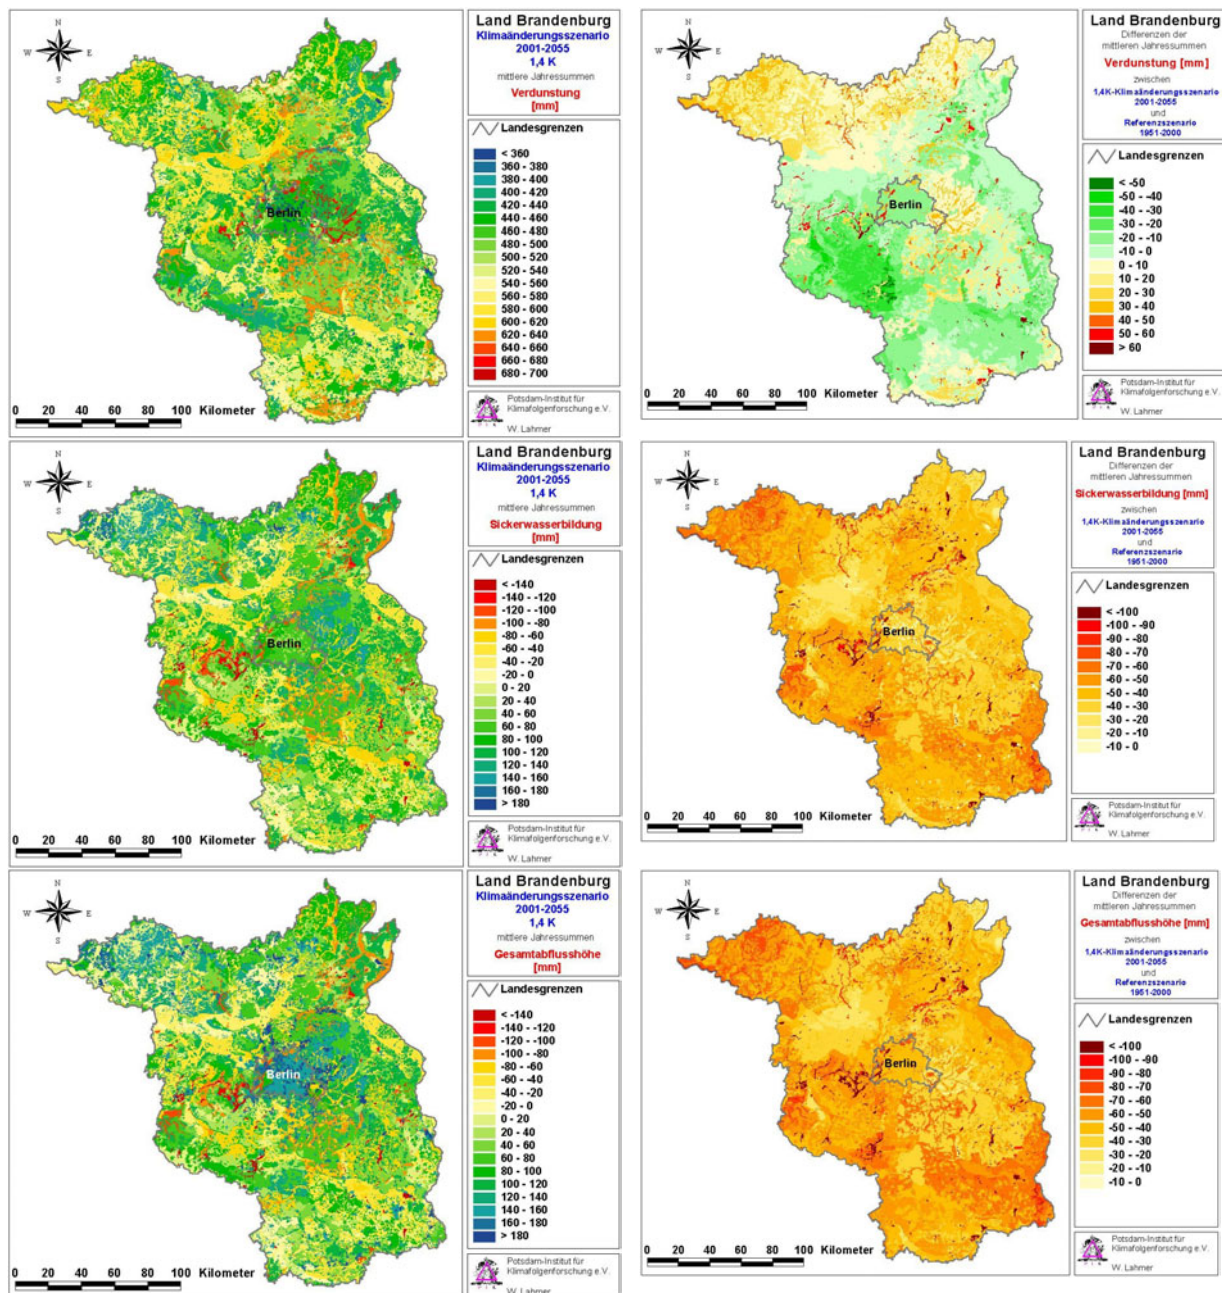 N
W E
S
Berlin
0 20 40 60 80 100 Kilometer
Land Brandenburg
Klimaänderungsszenario
2001-2055
1,4 K
mittlere Jahressummen
Verdunstung
[mm]
Landesgrenzen
< 360
360 - 380
380 - 400
400 - 420
420 - 440
440 - 460
460 - 480
480 - 500
500 - 520
520 - 540
540 - 560
560 - 580
580 - 600
600 - 620
620 - 640
640 - 660
660 - 680
680 - 700
Potsdam-Institut für
Klimafolgenforschung e.V.
W. Lahmer
N
W E
S
Berlin
0 20 40 60 80 100 Kilometer
Land Brandenburg
Differenzen der
mittleren Jahressummen
Verdunstung [mm]
zwischen
1,4K-Klimaänderungsszenario
2001-2055
und
Referenzszenario
1951-2000
Landesgrenzen
< -50
-50 - -40
-40 - -30
-30 - -20
-20 - -10
-10 - 0
0 - 10
10 - 20
20 - 30
30 - 40
40 - 50
50 - 60
> 60
Potsdam-Institut für
Klimafolgenforschung e.V.
W. Lahmer
N
W E
S
Berlin
0 20 40 60 80 100 Kilometer
Land Brandenburg
Klimaänderungsszenario
2001-2055
1,4 K
mittlere Jahressummen
Sickerwasserbildung
[mm]
Landesgrenzen
< -140
-140 - -120
-120 - -100
-100 - -80
-80 - -60
-60 - -40
-40 - -20
-20 - 0
0 - 20
20 - 40
40 - 60
60 - 80
80 - 100
100 - 120
120 - 140
140 - 160
160 - 180
> 180
Potsdam-Institut für
Klimafolgenforschung e.V.
W. Lahmer
N
W E
S
Berlin
0 20 40 60 80 100 Kilometer
Land Brandenburg
Differenzen der
mittleren Jahressummen
Sickerwasserbildung [mm]
zwischen
1,4K-Klimaänderungsszenario
2001-2055
und
Referenzszenario
1951-2000
Landesgrenzen
< -100
-100 - -90
-90 - -80
-80 - -70
-70 - -60
-60 - -50
-50 - -40
-40 - -30
-30 - -20
-20 - -10
-10 - 0
Potsdam-Institut für
Klimafolgenforschung e.V.
W. Lahmer
N
W E
S
Berlin
0 20 40 60 80 100 Kilometer
Land Brandenburg
Klimaänderungsszenario
2001-2055
1,4 K
mittlere Jahressummen
Gesamtabflusshöhe
[mm]
Landesgrenzen
< -140
-140 - -120
-120 - -100
-100 - -80
-80 - -60
-60 - -40
-40 - -20
-20 - 0
0 - 20
20 - 40
40 - 60
60 - 80
80 - 100
100 - 120
120 - 140
140 - 160
160 - 180
> 180
Potsdam-Institut für
Klimafolgenforschung e.V.
W. Lahmer
N
W E
S
Berlin
0 20 40 60 80 100 Kilometer
Land Brandenburg
Differenzen der
mittleren Jahressummen
Gesamtabflusshöhe [mm]
zwischen
1,4K-Klimaänderungsszenario
2001-2055
und
Referenzszenario
1951-2000
Landesgrenzen
< -100
-100 - -90
-90 - -80
-80 - -70
-70 - -60
-60 - -50
-50 - -40
-40 - -30
-30 - -20
-20 - -10
-10 - 0
Potsdam-Institut für
Klimafolgenforschung e.V.
W. Lahmer